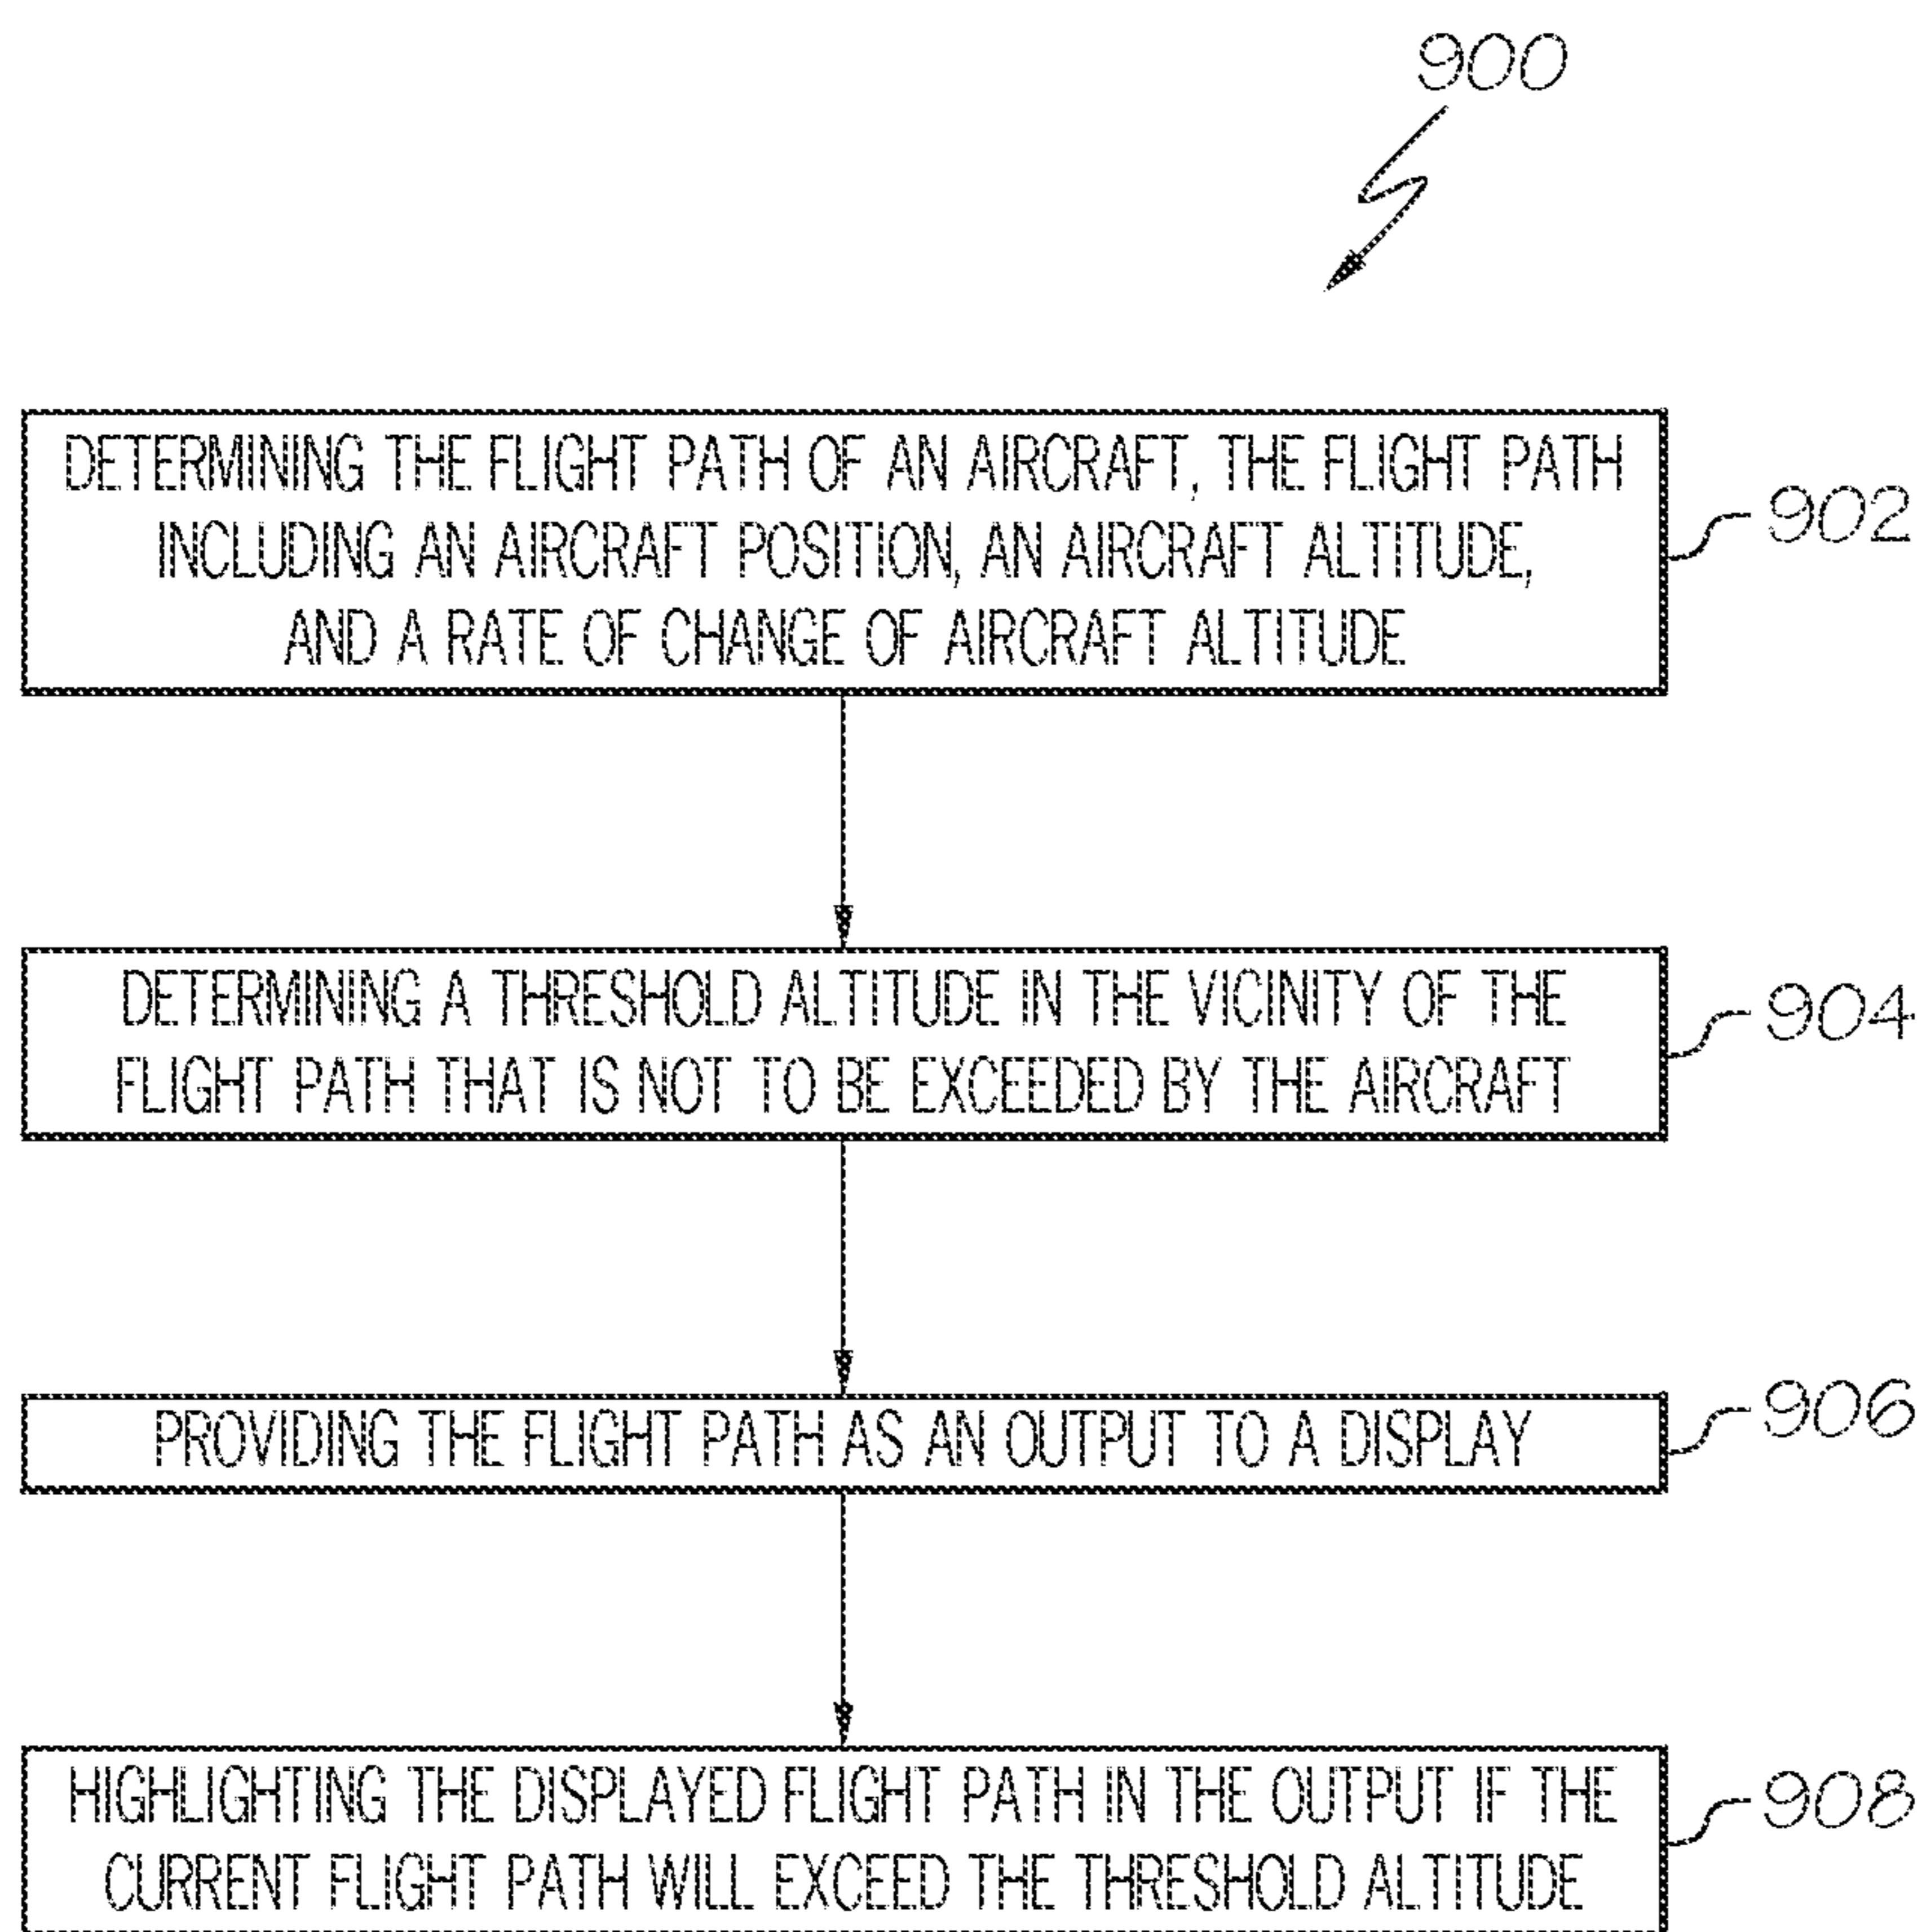 900
DETERMINING THE FLIGHT PATH OF AN AIRCRAFT, THE FLIGHT PATH
INCLUDING AN AIRCRAFT POSITION, AN AIRCRAFT ALTITUDE,
AND A RATE OF CHANGE OF AIRCRAFT ALTITUDE
902
DETERMINING A THRESHOLD ALTITUDE IN THE VICINITY OF THE
FLIGHT PATH THAT IS NOT TO BE EXCEEDED BY THE AIRCRAFT
904
PROVIDING THE FLIGHT PATH AS AN OUTPUT TO A DISPLAY
906
HIGHLIGHTING THE DISPLAYED FLIGHT PATH IN THE OUTPUT IF THE
CURRENT FLIGHT PATH WILL EXCEED THE THRESHOLD ALTITUDE
908